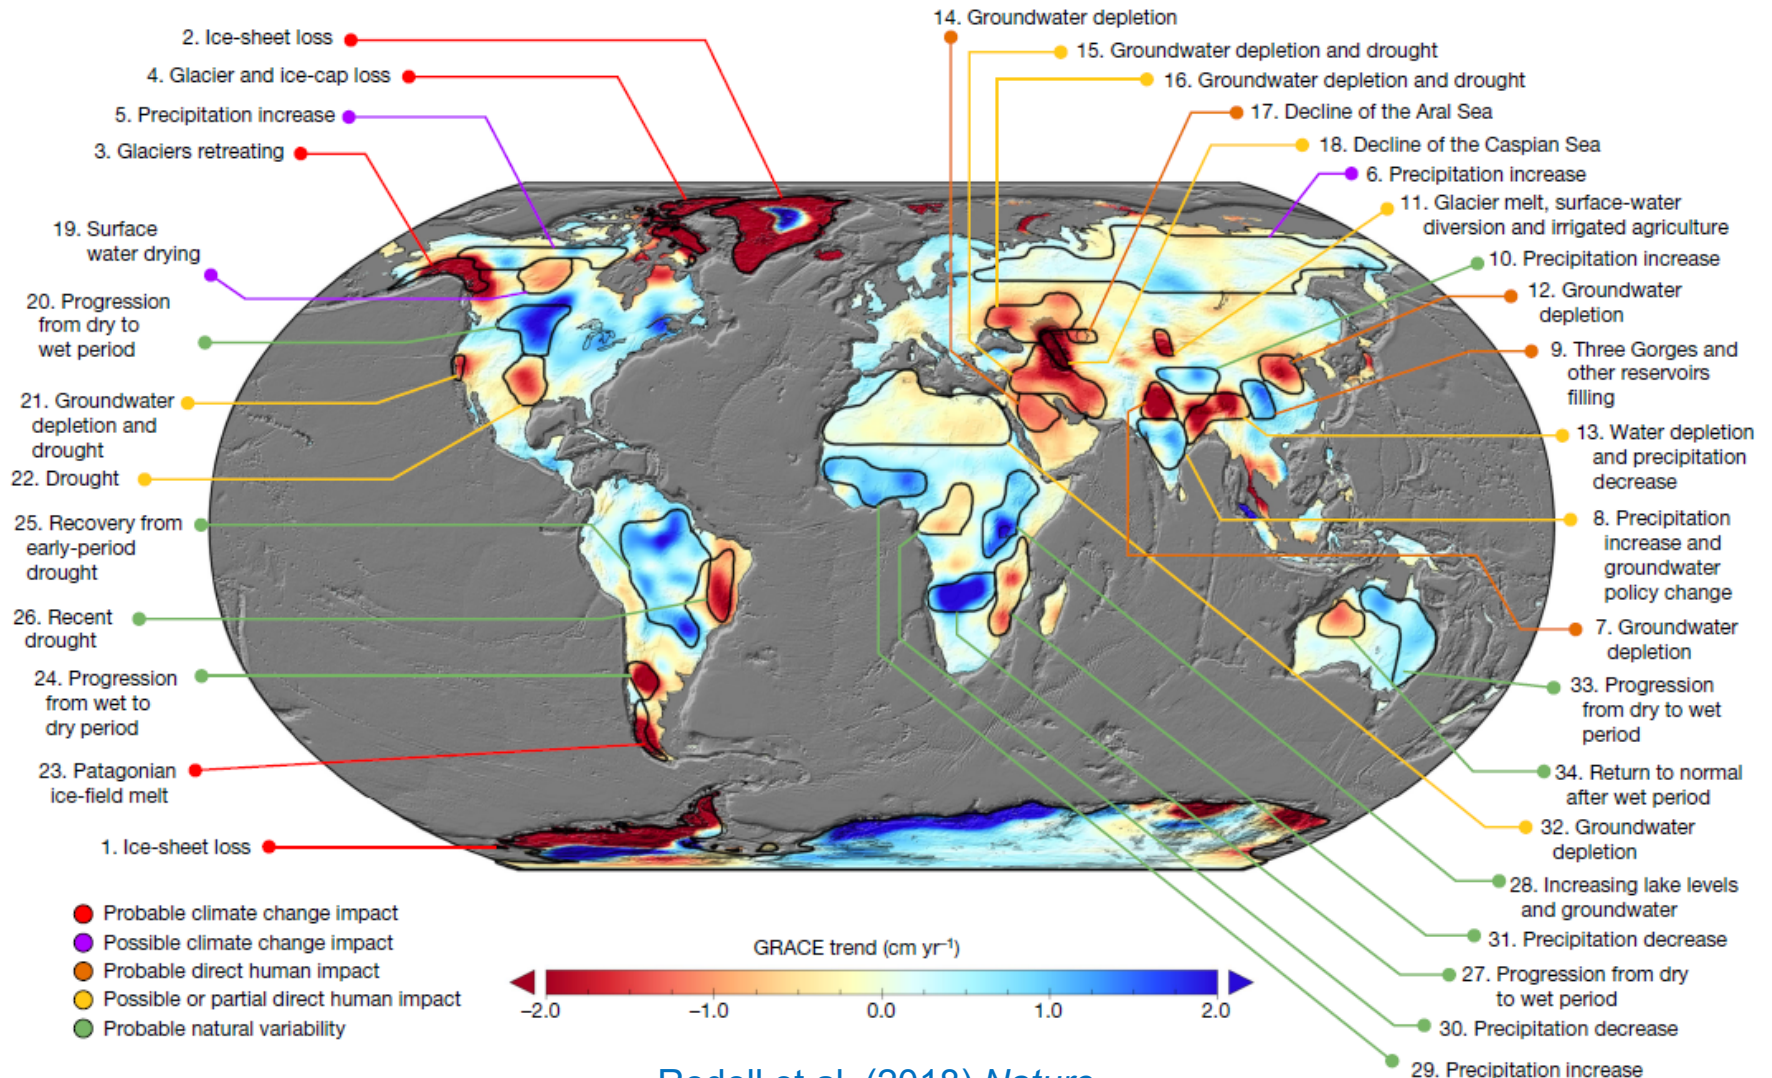 14. Groundwater depletion
2. Ice-sheet loss
15. Groundwater depletion and drought
4. Glacier and ice-cap loss
16. Groundwater depletion and drought
5. Precipitation increase
17. Decline of the Aral Sea
3. Glaciers retreating
18. Decline of the Caspian Sea
6. Precipitation increase
11. Glacier melt, surface-water
diversion and irrigated agriculture
19. Surface
water drying
10. Precipitation increase
20. Progression
from dry to
wet period
12. Groundwater
depletion
9. Three Gorges and
other reservoirs
filling
21. Groundwater
depletion and
drought
13. Water depletion
and precipitation
decrease
22. Drought
25. Recovery from
early-period
drought
8. Precipitation
increase and
groundwater
policy change
26. Recent
drought
7. Groundwater
depletion
24. Progression
from wet to
dry period
33. Progression
from dry to wet
period
23. Patagonian
ice-field melt
34. Return to normal
after wet period
32. Groundwater
depletion
1. Ice-sheet loss
28. Increasing lake levels
and groundwater
31. Precipitation decrease
27. Progression from dry
to wet period
30. Precipitation decrease
29. Precipitation increase
Probable climate change impact
Possible climate change impact
Probable direct human impact
Possible or partial direct human impact
Probable natural variability
GRACE trend (cm yr⁻¹)
−2.0 −1.0 0.0 1.0 2.0
Rodell et al. (2018) Nature